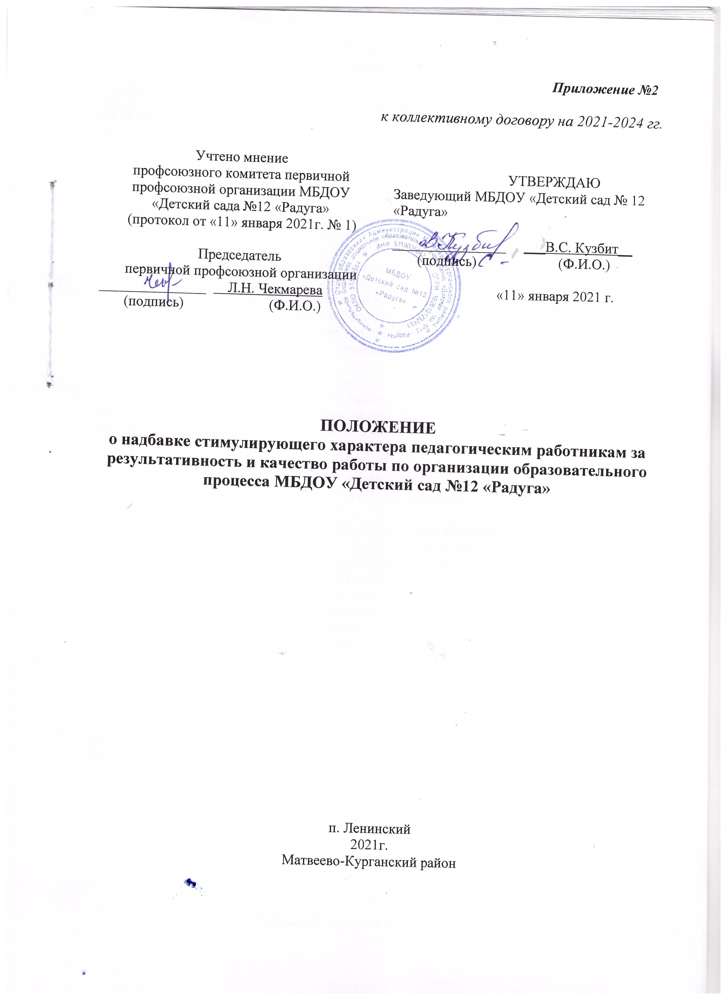 Приложение №2
к коллективному договору на 2021-2024 гг.
Учтено мнение
профсоюзного комитета первичной
профсоюзной организации МБДОУ
«Детский сада №12 «Радуга»
(протокол от «11» января 2021г. № 1)
Председатель
первичной профсоюзной организации
Л.Н. Чекмарева
(подпись) (Ф.И.О.)
УТВЕРЖДАЮ
Заведующий МБДОУ «Детский сад № 12
«Радуга»
В.С. Кузбит
(подпись) (Ф.И.О.)
«11» января 2021 г.
МБДОУ
«Детский сад №12
«Радуга»
ПОЛОЖЕНИЕ
о надбавке стимулирующего характера педагогическим работникам за
результативность и качество работы по организации образовательного
процесса МБДОУ «Детский сад №12 «Радуга»
п. Ленинский
2021г.
Матвеево-Курганский район